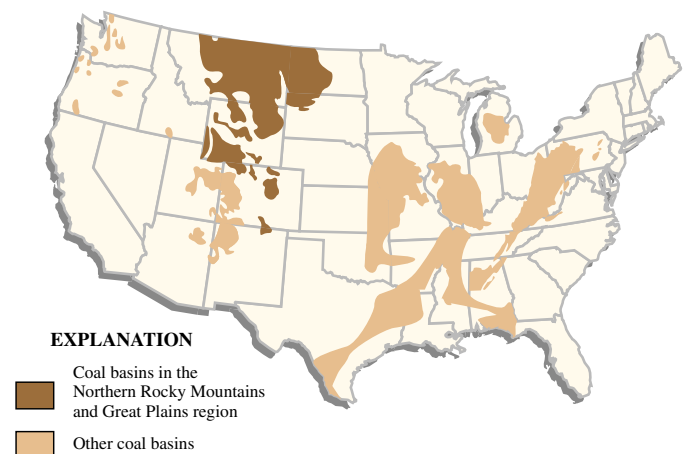 EXPLANATION
Coal basins in the
Northern Rocky Mountains
and Great Plains region
Other coal basins